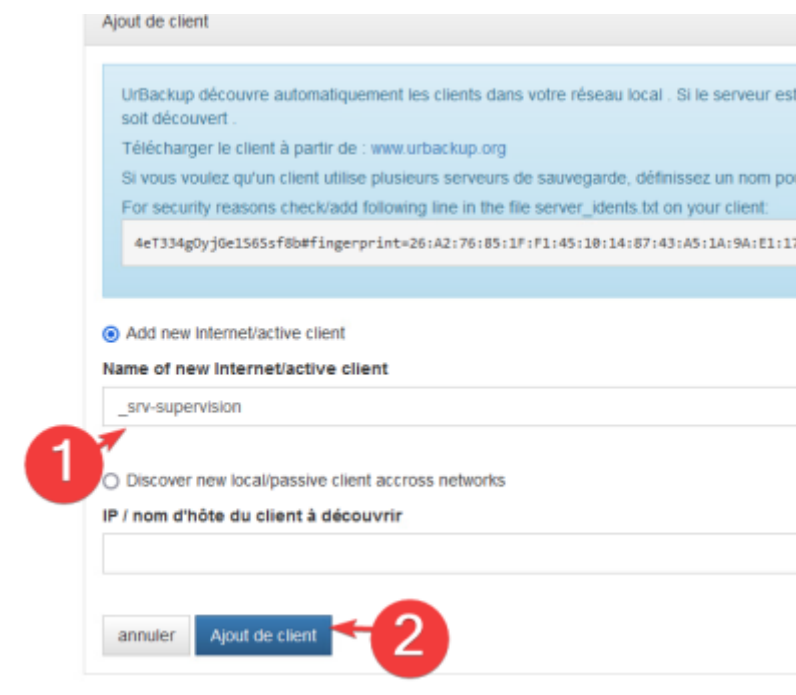 Ajout de client
UrBackup découvre automatiquement les clients dans votre réseau local . Si le serveur est
soit découvert .
Télécharger le client à partir de : www.urbackup.org
Si vous voulez qu'un client utilise plusieurs serveurs de sauvegarde, définissez un nom pou
For security reasons check/add following line in the file server_idents.txt on your client:
4eT334gOyjGe1S65sf8b#fingerprint=26:A2:76:85:1F:F1:45:10:14:87:43:A5:1A:9A:E1:17
Add new Internet/active client
Name of new Internet/active client
_srv-supervision
1
Discover new local/passive client accross networks
IP / nom d'hôte du client à découvrir
annuler
Ajout de client
2